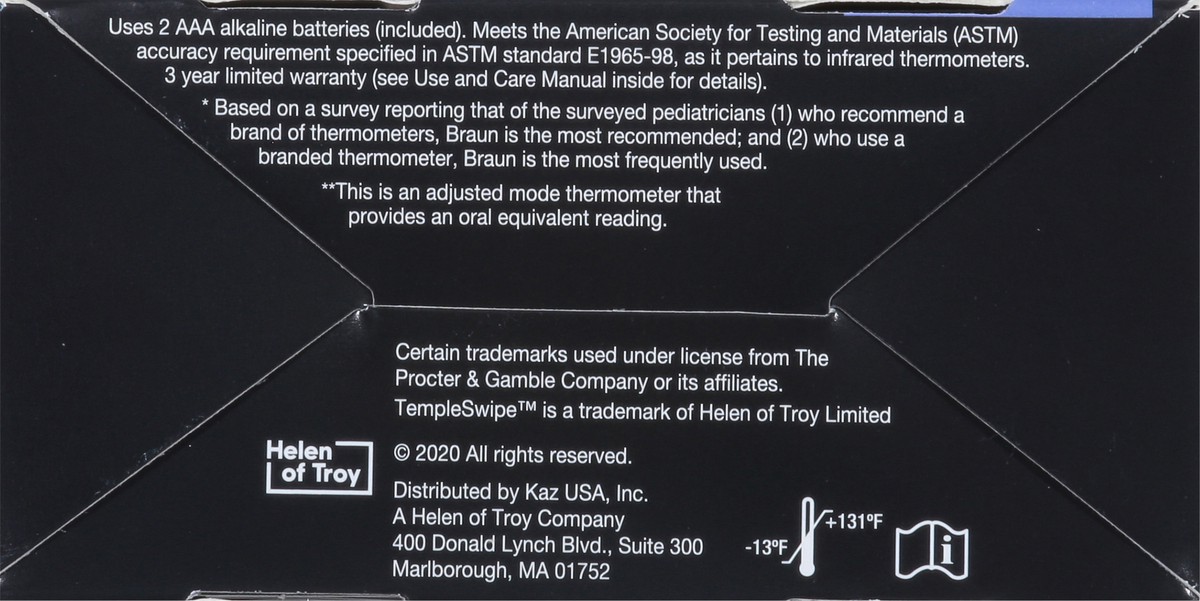 Uses 2 AAA alkaline batteries (included). Meets the American Society for Testing and Materials (ASTM)
accuracy requirement specified in ASTM standard E1965-98, as it pertains to infrared thermometers.
3 year limited warranty (see Use and Care Manual inside for details).
* Based on a survey reporting that of the surveyed pediatricians (1) who recommend a
brand of thermometers, Braun is the most recommended; and (2) who use a
branded thermometer, Braun is the most frequently used.
**This is an adjusted mode thermometer that
provides an oral equivalent reading.
Certain trademarks used under license from The
Procter & Gamble Company or its affiliates.
TempleSwipe™ is a trademark of Helen of Troy Limited
Helen
of Troy
© 2020 All rights reserved.
Distributed by Kaz USA, Inc.
A Helen of Troy Company
400 Donald Lynch Blvd., Suite 300
Marlborough, MA 01752
+131ºF
-13ºF
i